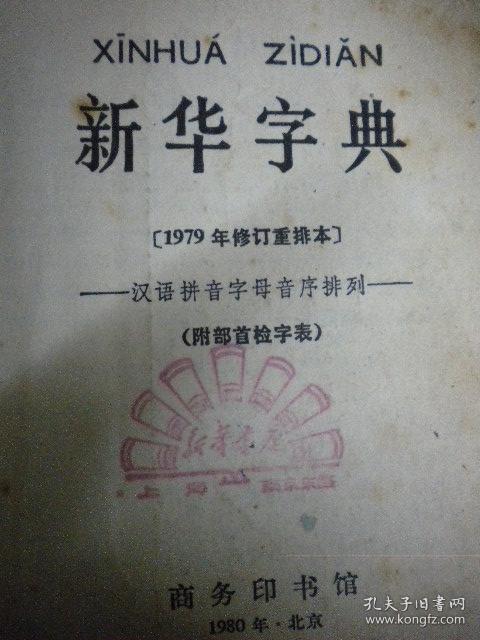 XĪNHUÁ ZÌDIǍN
新华字典
〔1979年修订重排本〕
——汉语拼音字母音序排列——
(附部首检字表)
新华书店
上海
商务印书馆
1980年·北京
孔夫子旧书网
www.kongfz.com